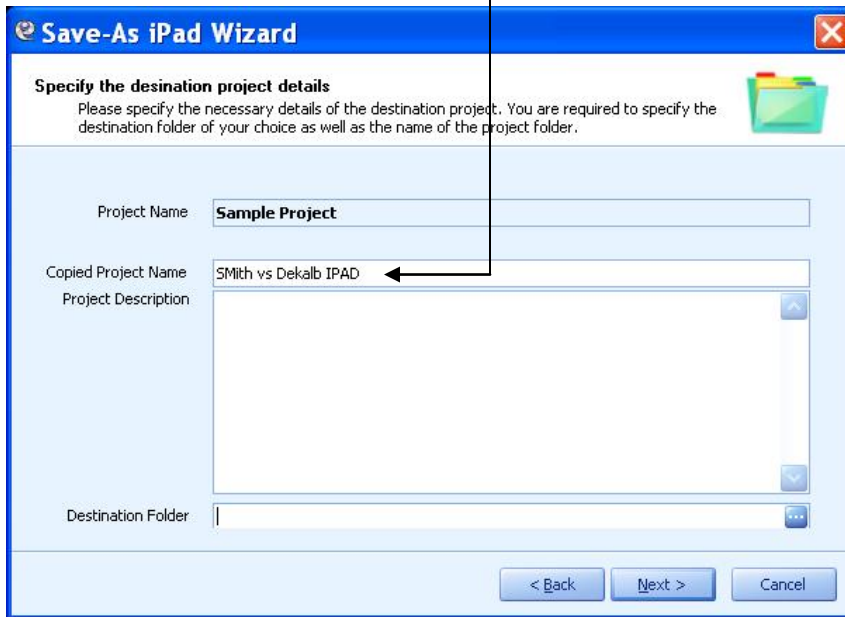 Save-As iPad Wizard
Specify the desination project details
Please specify the necessary details of the destination project. You are required to specify the
destination folder of your choice as well as the name of the project folder.
Project Name Sample Project
Copied Project Name SMith vs Dekalb IPAD
Project Description
Destination Folder
< Back Next > Cancel